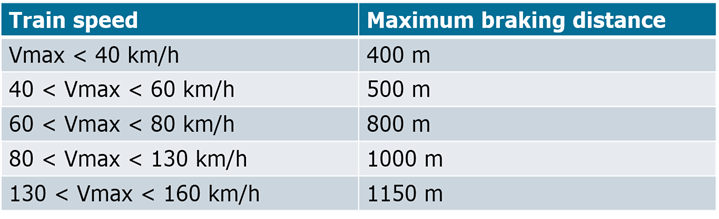 Train speed Maximum braking distance
Vmax < 40 km/h 400 m
40 < Vmax < 60 km/h 500 m
60 < Vmax < 80 km/h 800 m
80 < Vmax < 130 km/h 1000 m
130 < Vmax < 160 km/h 1150 m